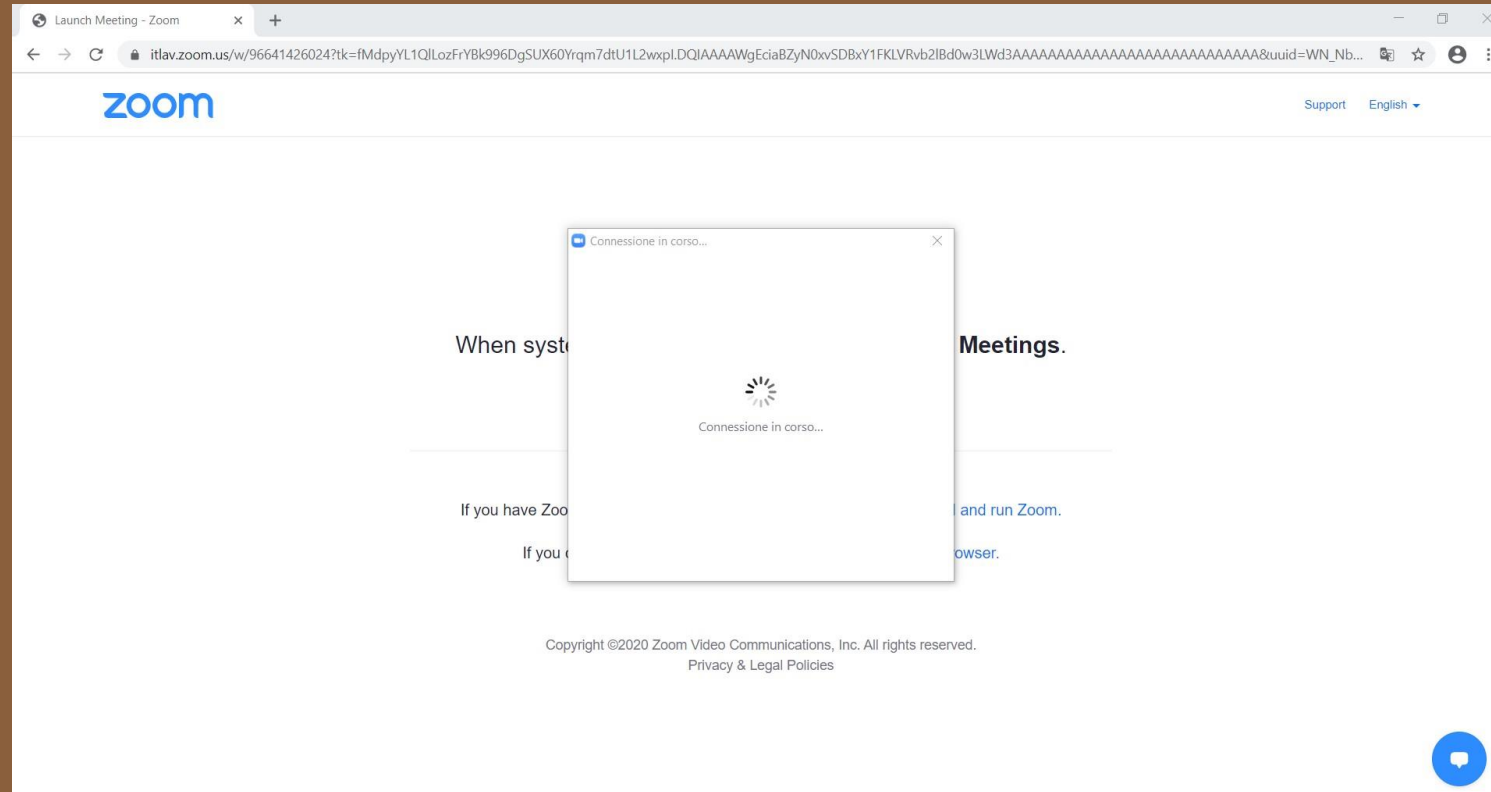 Launch Meeting - Zoom
itlav.zoom.us/w/96641426024?tk=fMdpyYL1QlLozFrYBk996DgSUX60Yrqm7dtU1L2wxpI.DQIAAAAWgEciaBZyN0xvSDBxY1FKLVRvb2lBd0w3LWd3AAAAAAAAAAAAAAAAAAAAAAAAAAAA&uuid=WN_Nb...
zoom
Support English
Connessione in corso...
When syst Meetings.
Connessione in corso...
If you have Zoo and run Zoom.
If you owser.
Copyright ©2020 Zoom Video Communications, Inc. All rights reserved.
Privacy & Legal Policies